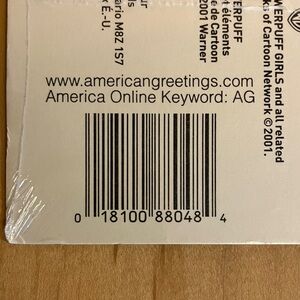 www.americangreetings.com
America Online Keyword: AG
0 18100 88048 4
ario M8Z 1S7
x É.-U.
ERPUFF
t éléments
e de Cartoon
2001 Warner
WERPUFF GIRLS and all related
ks of Cartoon Network ©2001.